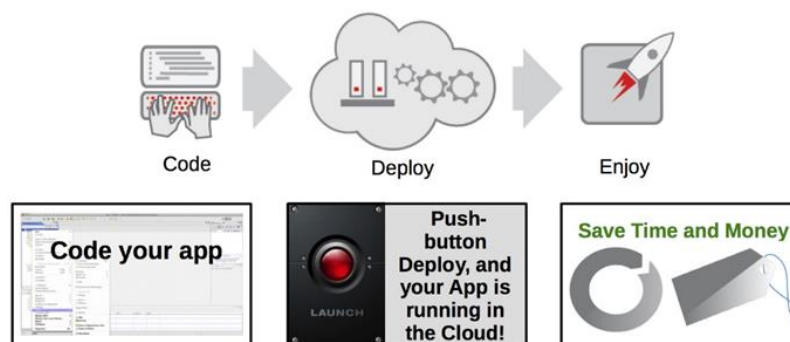 Code
Deploy
Enjoy
Code your app
LAUNCH
Push-
button
Deploy, and
your App is
running in
the Cloud!
Save Time and Money